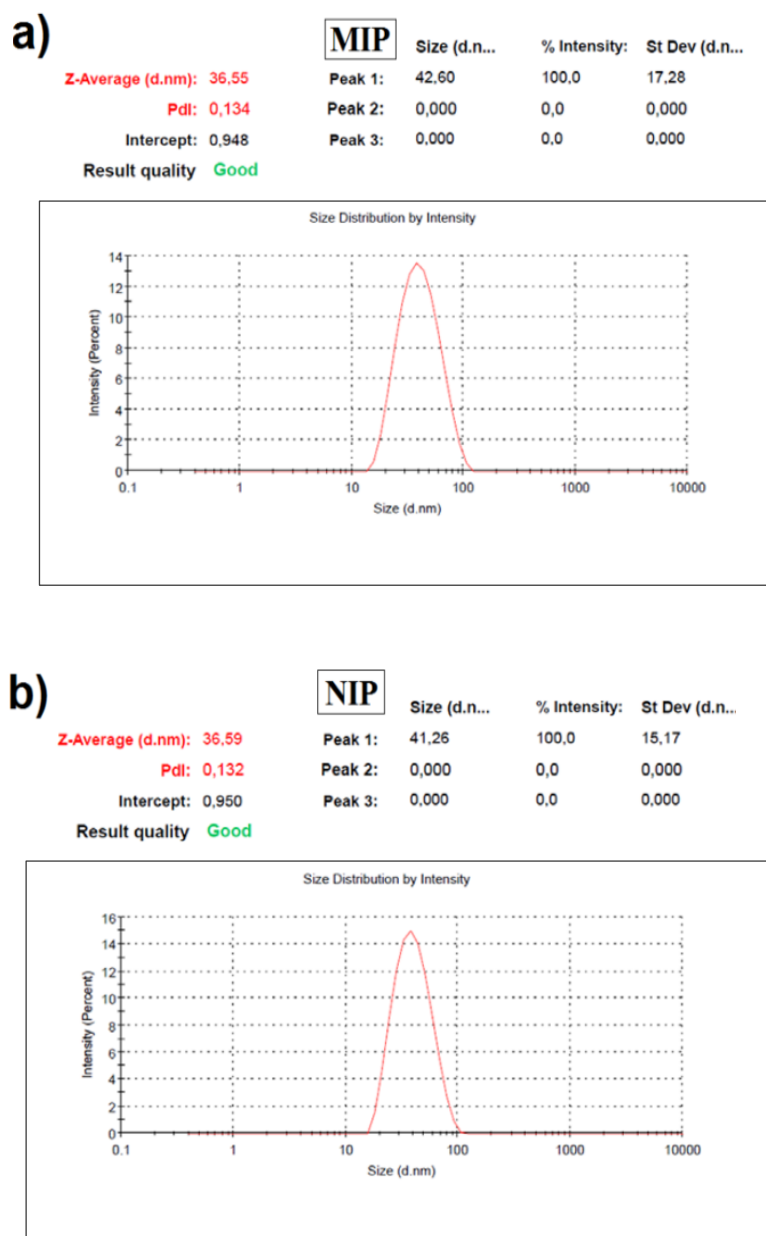 a)
MIP Size (d.n... % Intensity: St Dev (d.n...
Z-Average (d.nm): 36,55 Peak 1: 42,60 100,0 17,28
PdI: 0,134 Peak 2: 0,000 0,0 0,000
Intercept: 0,948 Peak 3: 0,000 0,0 0,000
Result quality Good
Size Distribution by Intensity
14
12
10
8
6
4
2
0
Intensity (Percent)
0.1 1 10 100 1000 10000
Size (d.nm)
b)
NIP Size (d.n... % Intensity: St Dev (d.n...
Z-Average (d.nm): 36,59 Peak 1: 41,26 100,0 15,17
PdI: 0,132 Peak 2: 0,000 0,0 0,000
Intercept: 0,950 Peak 3: 0,000 0,0 0,000
Result quality Good
Size Distribution by Intensity
16
14
12
10
8
6
4
2
0
Intensity (Percent)
0.1 1 10 100 1000 10000
Size (d.nm)